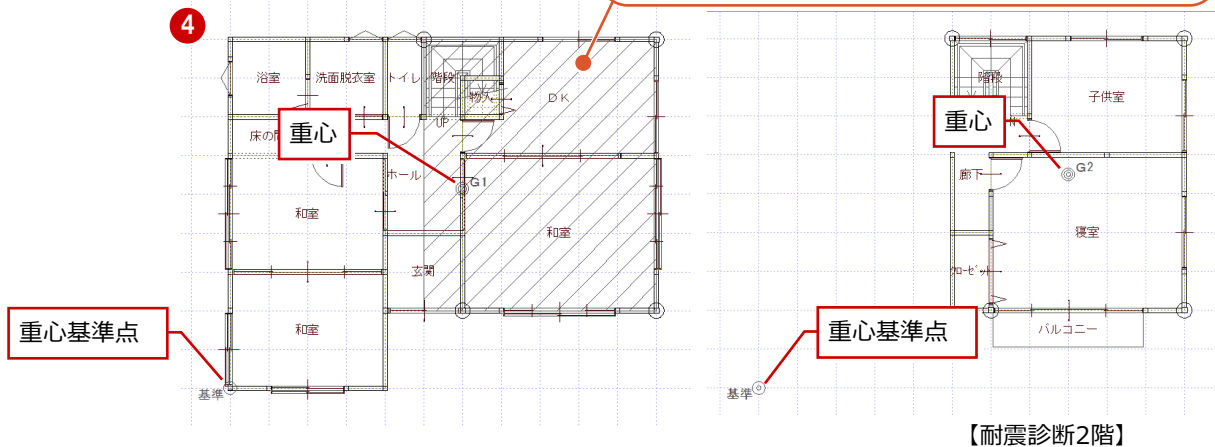 4
浴室
洗面脱衣室
トイレ
階段
物入
DK
UP
床の間
重心
ホール
G1
和室
和室
玄関
和室
重心基準点
基準
階段
子供室
重心
廊下
G2
寝室
クローゼット
バルコニー
重心基準点
基準
【耐震診断2階】